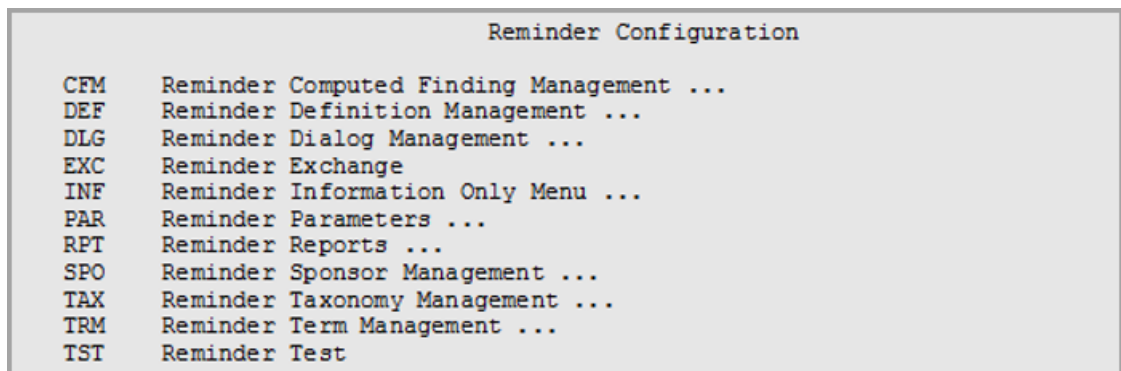 Reminder Configuration
CFM Reminder Computed Finding Management ...
DEF Reminder Definition Management ...
DLG Reminder Dialog Management ...
EXC Reminder Exchange
INF Reminder Information Only Menu ...
PAR Reminder Parameters ...
RPT Reminder Reports ...
SPO Reminder Sponsor Management ...
TAX Reminder Taxonomy Management ...
TRM Reminder Term Management ...
TST Reminder Test